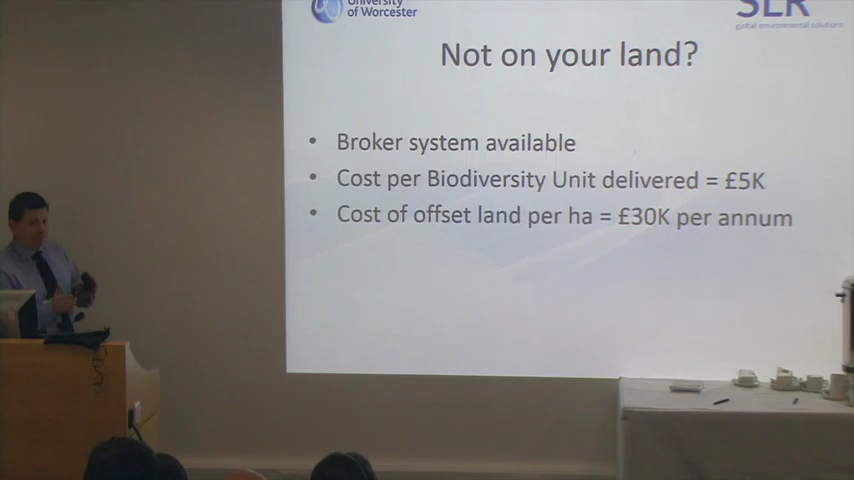 University
of Worcester
SLR
global environmental solutions
Not on your land?
• Broker system available
• Cost per Biodiversity Unit delivered = £5K
• Cost of offset land per ha = £30K per annum